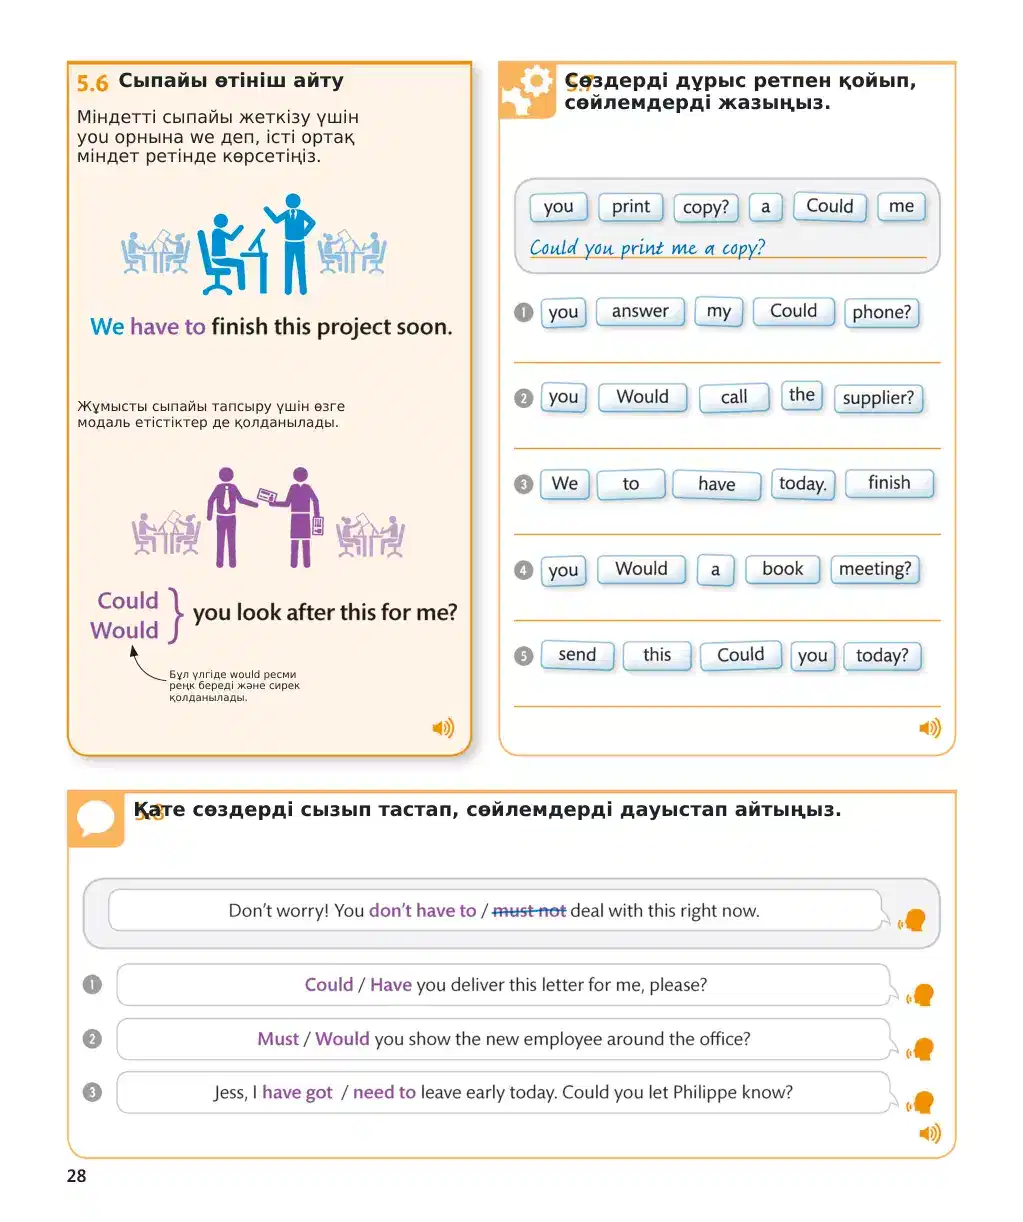 5.6 Сыпайы өтініш айту
Міндетті сыпайы жеткізу үшін
you орнына we деп, істі ортақ
міндет ретінде көрсетіңіз.
We have to finish this project soon.
Жұмысты сыпайы тапсыру үшін өзге
модаль етістіктер де қолданылады.
Could
Would
you look after this for me?
Бұл үлгіде would ресми
реңк береді және сирек
қолданылады.
5.7 Сөздерді дұрыс ретпен қойып,
сөйлемдерді жазыңыз.
you print copy? a Could me
Could you print me a copy?
1 you answer my Could phone?
2 you Would call the supplier?
3 We to have today. finish
4 you Would a book meeting?
5 send this Could you today?
5.8 Қате сөздерді сызып тастап, сөйлемдерді дауыстап айтыңыз.
Don't worry! You don't have to / must not deal with this right now.
1 Could / Have you deliver this letter for me, please?
2 Must / Would you show the new employee around the office?
3 Jess, I have got / need to leave early today. Could you let Philippe know?
28